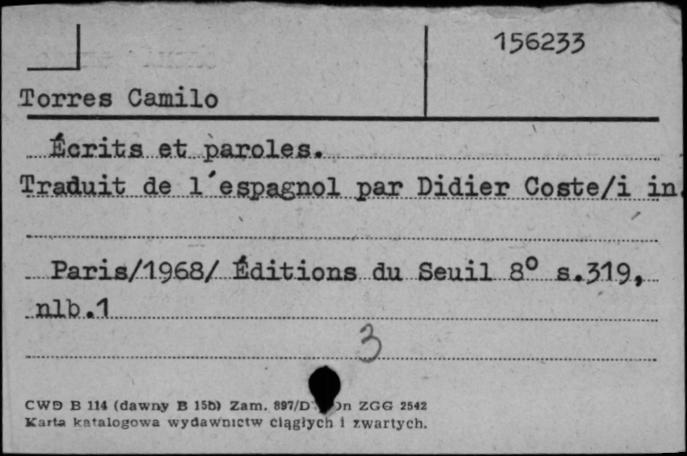 156233
Torres Camilo
Écrits et paroles.
Traduit de l'espagnol par Didier Coste/i in.
Paris/1968/ Éditions du Seuil 8° s.319,
nlb.1
3
CWD B 114 (dawny B 15b) Zam. 897/D ZGG 2542
Karta katalogowa wydawnictw ciągłych i zwartych.